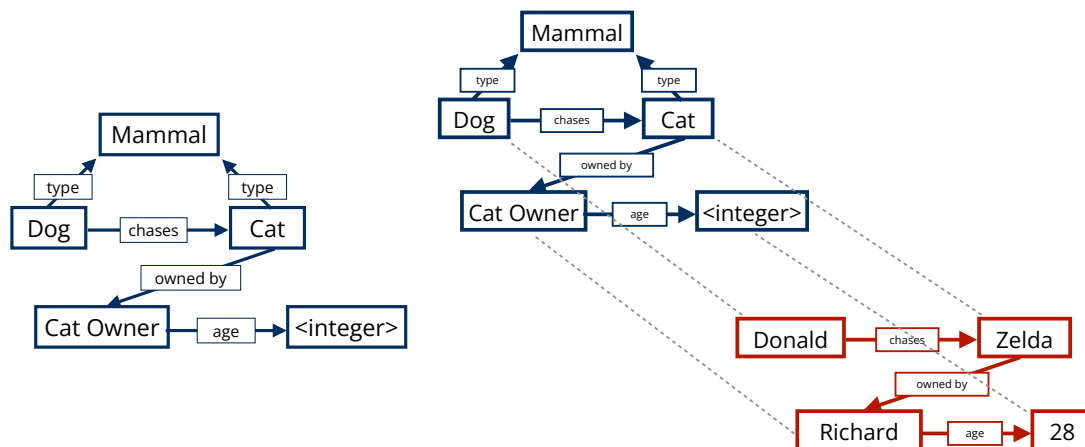 Mammal
type
type
Dog
chases
Cat
owned by
Cat Owner
age
<integer>
Mammal
type
type
Dog
chases
Cat
owned by
Cat Owner
age
<integer>
Donald
chases
Zelda
owned by
Richard
age
28